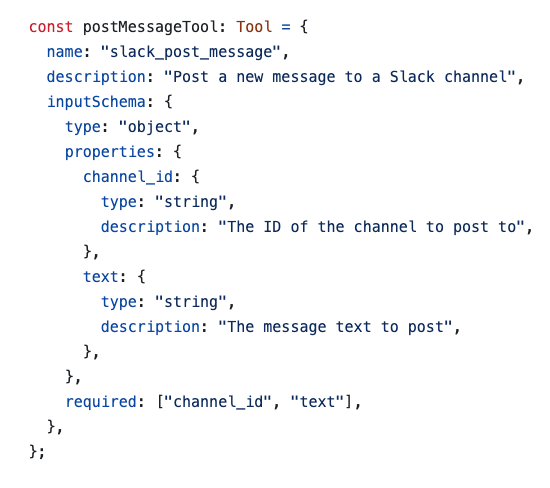 const postMessageTool: Tool = {
  name: "slack_post_message",
  description: "Post a new message to a Slack channel",
  inputSchema: {
    type: "object",
    properties: {
      channel_id: {
        type: "string",
        description: "The ID of the channel to post to",
      },
      text: {
        type: "string",
        description: "The message text to post",
      },
    },
    required: ["channel_id", "text"],
  },
};